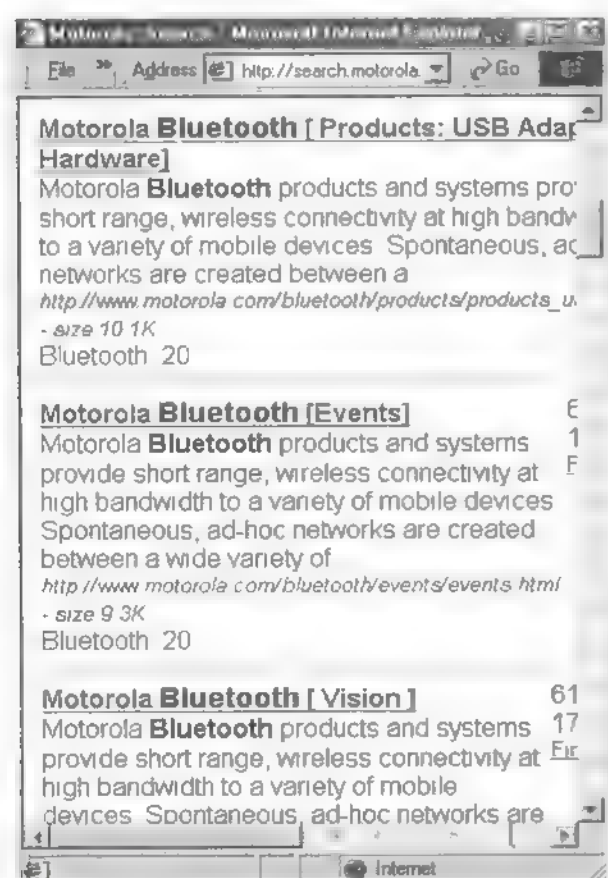 Microsoft Internet Explorer
File » Address http://search.motorola. Go
Motorola Bluetooth [ Products: USB Adap
Hardware]
Motorola Bluetooth products and systems pro
short range, wireless connectivity at high bandw
to a variety of mobile devices Spontaneous, ad
networks are created between a
http://www.motorola com/bluetooth/products/products_u
- size 10 1K
Bluetooth 20
Motorola Bluetooth [Events]
Motorola Bluetooth products and systems 1
provide short range, wireless connectivity at F
high bandwidth to a variety of mobile devices
Spontaneous, ad-hoc networks are created
between a wide variety of
http //www motorola com/bluetooth/events/events html
- size 9 3K
Bluetooth 20
Motorola Bluetooth [ Vision ] 61
Motorola Bluetooth products and systems 17
provide short range, wireless connectivity at Fir
high bandwidth to a variety of mobile
devices Spontaneous, ad-hoc networks are
Internet